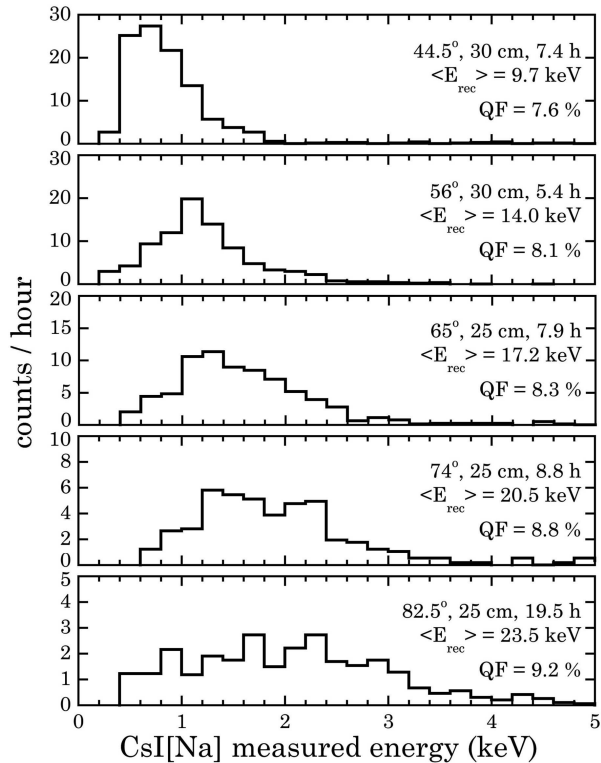 counts / hour
30
20
10
0
44.5°, 30 cm, 7.4 h
<E_rec> = 9.7 keV
QF = 7.6 %
30
20
10
0
56°, 30 cm, 5.4 h
<E_rec> = 14.0 keV
QF = 8.1 %
20
15
10
5
0
65°, 25 cm, 7.9 h
<E_rec> = 17.2 keV
QF = 8.3 %
10
8
6
4
2
0
74°, 25 cm, 8.8 h
<E_rec> = 20.5 keV
QF = 8.8 %
5
4
3
2
1
0
82.5°, 25 cm, 19.5 h
<E_rec> = 23.5 keV
QF = 9.2 %
0 1 2 3 4 5
CsI[Na] measured energy (keV)